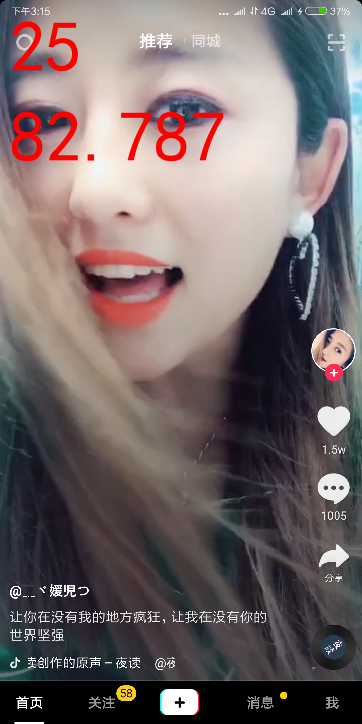 下午3:15
4G
37%
25
推荐
同城
82.787
1.5w
1005
分享
@__ヾ媛児つ
让你在没有我的地方疯狂，让我在没有你的
世界坚强
卖创作的原声 - 夜读 @夜
首页
关注
58
消息
我